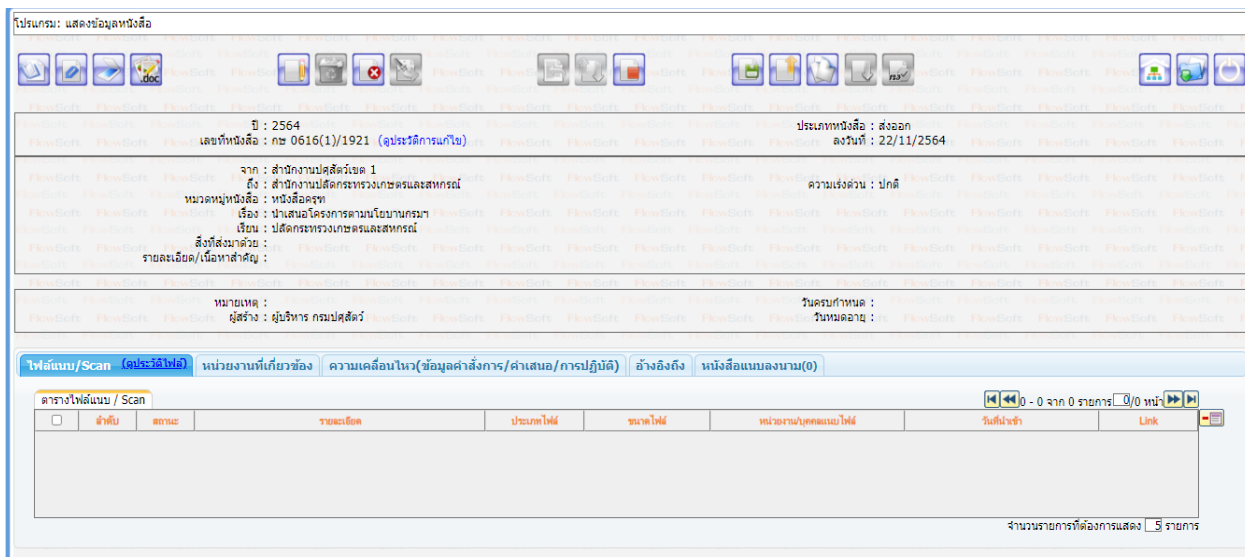 โปรแกรม: แสดงข้อมูลหนังสือ
.doc
ปี : 2564
ประเภทหนังสือ : ส่งออก
เลขที่หนังสือ : กษ 0616(1)/1921 (ดูประวัติการแก้ไข)
ลงวันที่ : 22/11/2564
จาก : สำนักงานปศุสัตว์เขต 1
ถึง : สำนักงานปลัดกระทรวงเกษตรและสหกรณ์
ความเร่งด่วน : ปกติ
หมวดหมู่หนังสือ : หนังสือครุฑ
เรื่อง : นำเสนอโครงการตามนโยบานกรมฯ
เรียน : ปลัดกระทรวงเกษตรและสหกรณ์
สิ่งที่ส่งมาด้วย :
รายละเอียด/เนื้อหาสำคัญ :
หมายเหตุ :
วันครบกำหนด :
ผู้สร้าง : ผู้บริหาร กรมปศุสัตว์
วันหมดอายุ :
ไฟล์แนบ/Scan (ดูประวัติไฟล์) หน่วยงานที่เกี่ยวข้อง ความเคลื่อนไหว(ข้อมูลคำสั่งการ/คำเสนอ/การปฏิบัติ) อ้างอิงถึง หนังสือแนบลงนาม(0)
ตารางไฟล์แนบ / Scan
0 - 0 จาก 0 รายการ 0/0 หน้า
ลำดับ สถานะ รายละเอียด ประเภทไฟล์ ขนาดไฟล์ หน่วยงาน/บุคคลแนบไฟล์ วันที่นำเข้า Link
จำนวนรายการที่ต้องการแสดง 5 รายการ